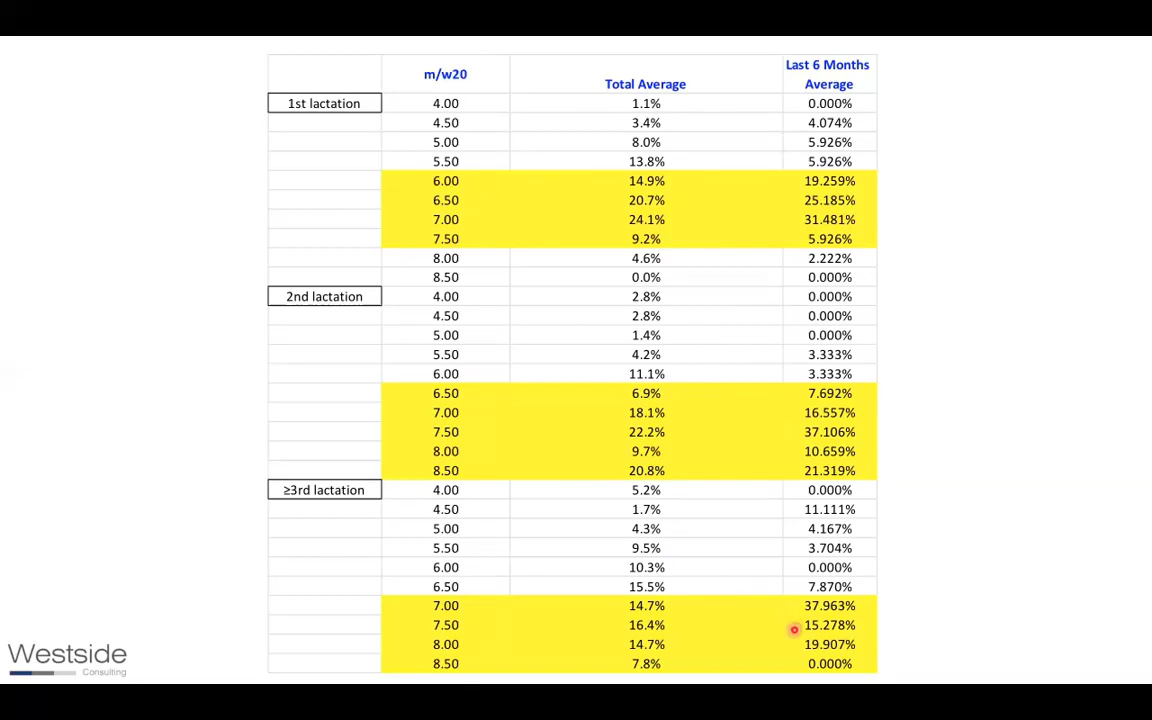 m/w20 Total Average Last 6 Months Average
1st lactation 4.00 1.1% 0.000%
4.50 3.4% 4.074%
5.00 8.0% 5.926%
5.50 13.8% 5.926%
6.00 14.9% 19.259%
6.50 20.7% 25.185%
7.00 24.1% 31.481%
7.50 9.2% 5.926%
8.00 4.6% 2.222%
8.50 0.0% 0.000%
2nd lactation 4.00 2.8% 0.000%
4.50 2.8% 0.000%
5.00 1.4% 0.000%
5.50 4.2% 3.333%
6.00 11.1% 3.333%
6.50 6.9% 7.692%
7.00 18.1% 16.557%
7.50 22.2% 37.106%
8.00 9.7% 10.659%
8.50 20.8% 21.319%
≥3rd lactation 4.00 5.2% 0.000%
4.50 1.7% 11.111%
5.00 4.3% 4.167%
5.50 9.5% 3.704%
6.00 10.3% 0.000%
6.50 15.5% 7.870%
7.00 14.7% 37.963%
7.50 16.4% 15.278%
8.00 14.7% 19.907%
8.50 7.8% 0.000%
Westside
Consulting